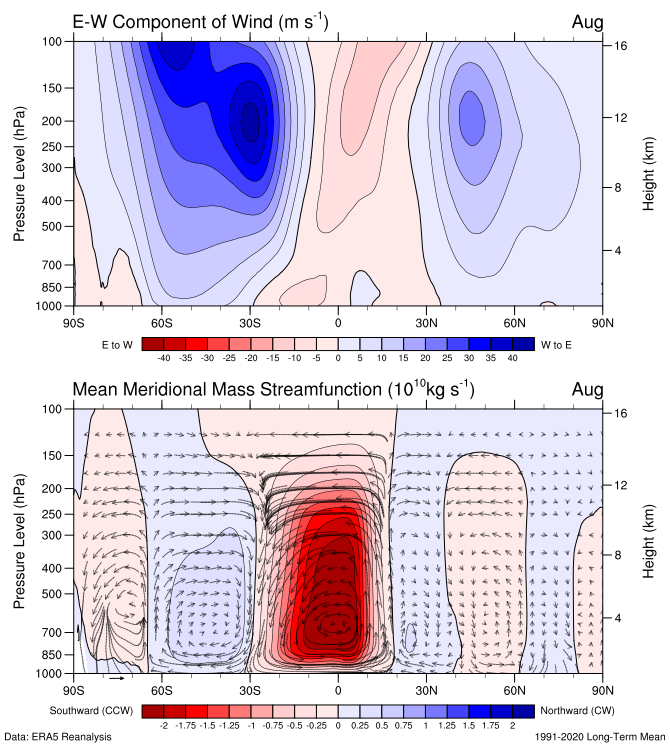 E-W Component of Wind (m s-1) Aug
100
150
200
250
300
400
500
700
850
1000
Pressure Level (hPa)
16
12
8
4
Height (km)
90S 60S 30S 0 30N 60N 90N
E to W W to E
-40 -35 -30 -25 -20 -15 -10 -5 0 5 10 15 20 25 30 35 40
Mean Meridional Mass Streamfunction (10^10kg s-1) Aug
100
150
200
250
300
400
500
700
850
1000
Pressure Level (hPa)
16
12
8
4
Height (km)
90S 60S 30S 0 30N 60N 90N
Southward (CCW) Northward (CW)
-2 -1.75 -1.5 -1.25 -1 -0.75 -0.5 -0.25 0 0.25 0.5 0.75 1 1.25 1.5 1.75 2
Data: ERA5 Reanalysis 1991-2020 Long-Term Mean